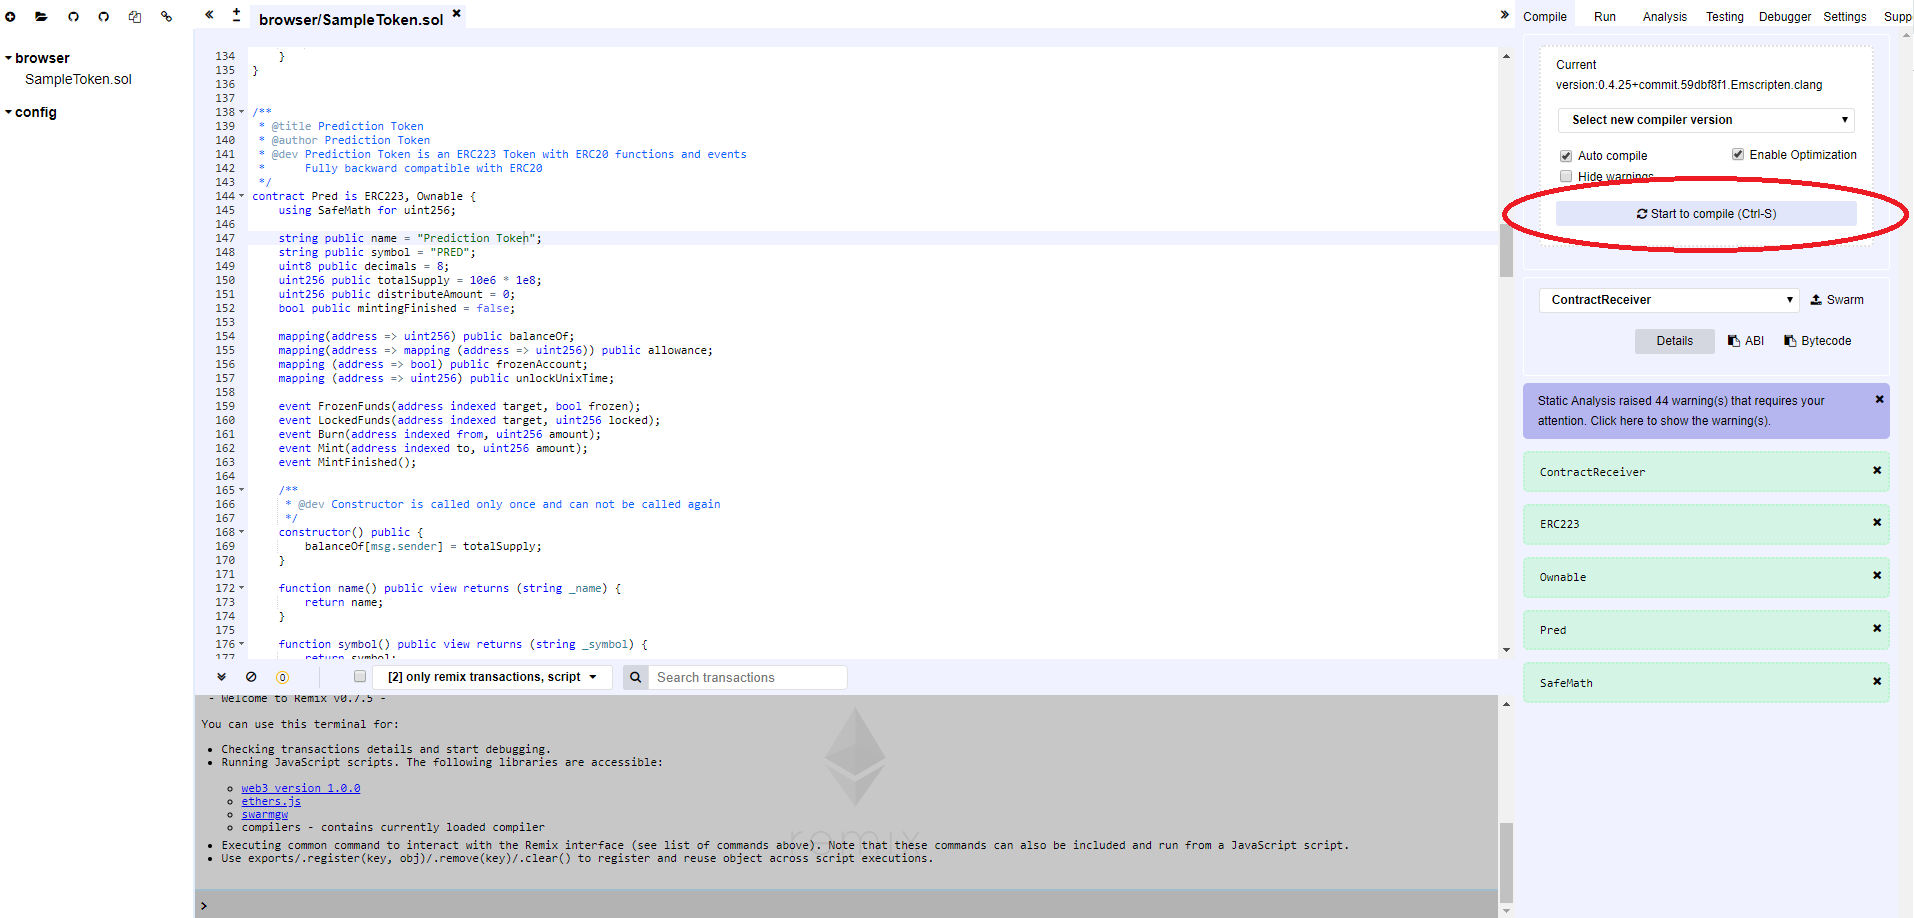 browser/SampleToken.sol
Compile Run Analysis Testing Debugger Settings Supp
browser
SampleToken.sol
config
134 }
135 }
136
137
138 /**
139 * @title Prediction Token
140 * @author Prediction Token
141 * @dev Prediction Token is an ERC223 Token with ERC20 functions and events
142 * Fully backward compatible with ERC20
143 */
144 contract Pred is ERC223, Ownable {
145 using SafeMath for uint256;
146
147 string public name = "Prediction Token";
148 string public symbol = "PRED";
149 uint8 public decimals = 8;
150 uint256 public totalSupply = 10e6 * 1e8;
151 uint256 public distributeAmount = 0;
152 bool public mintingFinished = false;
153
154 mapping(address => uint256) public balanceOf;
155 mapping(address => mapping (address => uint256)) public allowance;
156 mapping (address => bool) public frozenAccount;
157 mapping (address => uint256) public unlockUnixTime;
158
159 event FrozenFunds(address indexed target, bool frozen);
160 event LockedFunds(address indexed target, uint256 locked);
161 event Burn(address indexed from, uint256 amount);
162 event Mint(address indexed to, uint256 amount);
163 event MintFinished();
164
165 /**
166 * @dev Constructor is called only once and can not be called again
167 */
168 constructor() public {
169 balanceOf[msg.sender] = totalSupply;
170 }
171
172 function name() public view returns (string _name) {
173 return name;
174 }
175
176 function symbol() public view returns (string _symbol) {
177 return symbol;
0 [2] only remix transactions, script Search transactions
- Welcome to Remix v0.7.5 -
You can use this terminal for:
• Checking transactions details and start debugging.
• Running JavaScript scripts. The following libraries are accessible:
web3 version 1.0.0
ethers.js
swarmgw
compilers - contains currently loaded compiler
• Executing common command to interact with the Remix interface (see list of commands above). Note that these commands can also be included and run from a JavaScript script.
• Use exports/.register(key, obj)/.remove(key)/.clear() to register and reuse object across script executions.
remix
>
Current
version:0.4.25+commit.59dbf8f1.Emscripten.clang
Select new compiler version
Auto compile Enable Optimization
Hide warnings
Start to compile (Ctrl-S)
ContractReceiver Swarm
Details ABI Bytecode
Static Analysis raised 44 warning(s) that requires your
attention. Click here to show the warning(s).
ContractReceiver
ERC223
Ownable
Pred
SafeMath